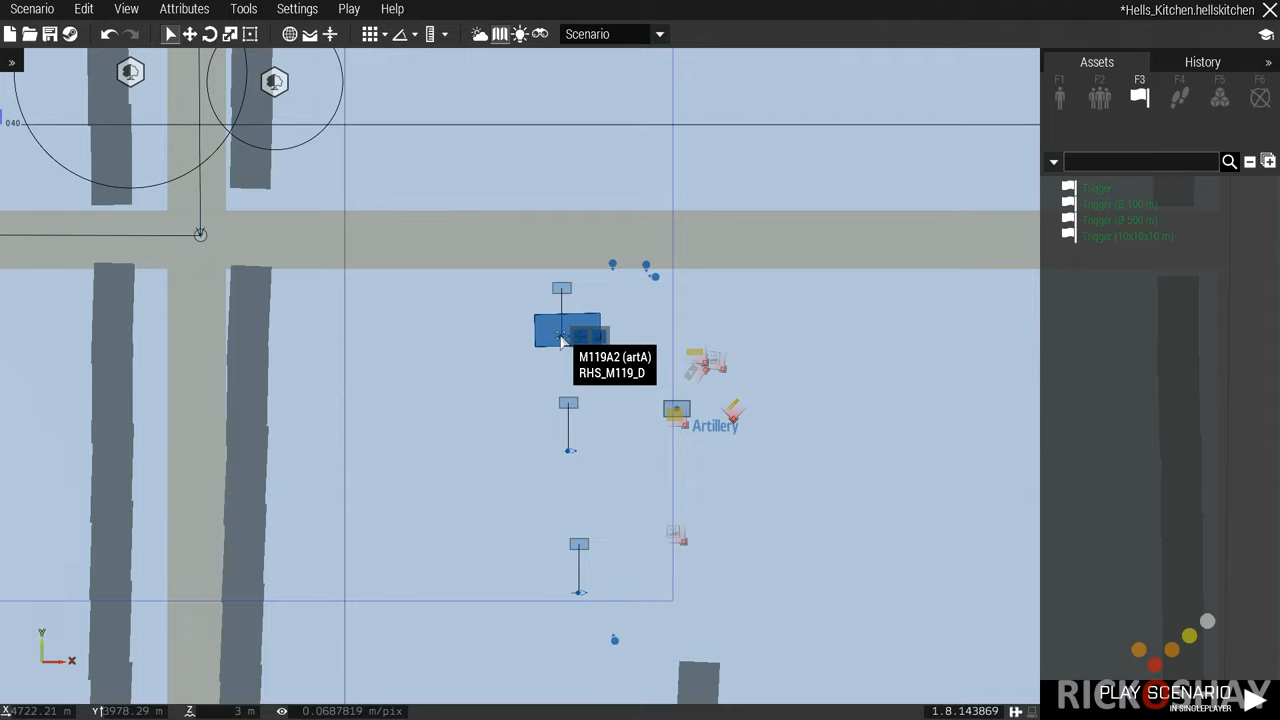 Scenario Edit View Attributes Tools Settings Play Help *Hells_Kitchen.hellskitchen
Scenario
Assets History
F1 F2 F3 F4 F5 F6
040
Trigger
Trigger (Ø 100 m)
Trigger (Ø 500 m)
Trigger (10x10x10 m)
M119A2 (artA)
RHS_M119_D
Artillery
Y
X
PLAY SCENARIO
IN SINGLEPLAYER
RICKOSHAY
X 4722.21 m Y 3978.29 m Z 3 m 0.0687819 m/pix 1.8.143869